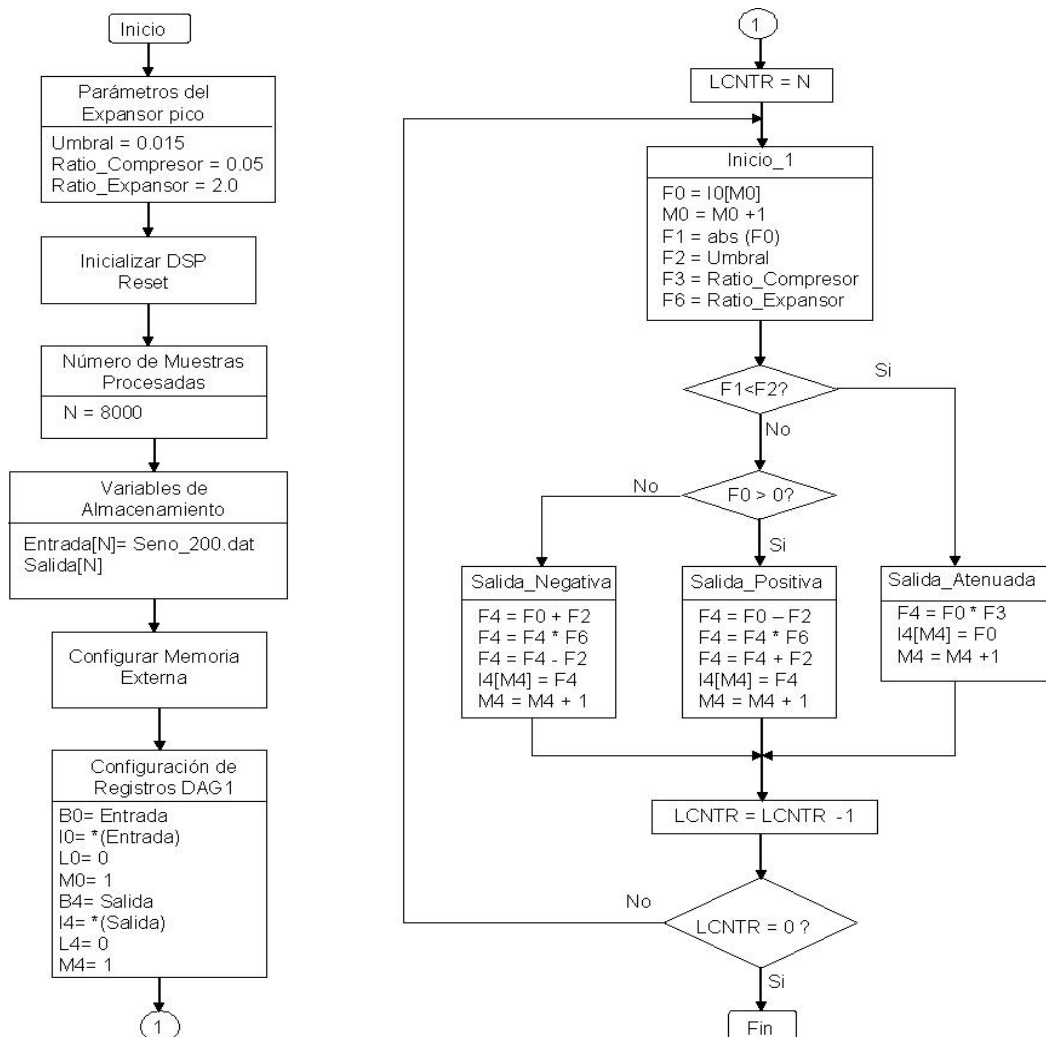 Inicio
Parámetros del
Expansor pico
Umbral = 0.015
Ratio_Compresor = 0.05
Ratio_Expansor = 2.0
Inicializar DSP
Reset
Número de Muestras
Procesadas
N = 8000
Variables de
Almacenamiento
Entrada[N]= Seno_200.dat
Salida[N]
Configurar Memoria
Externa
Configuración de
Registros DAG1
B0= Entrada
I0= *(Entrada)
L0= 0
M0= 1
B4= Salida
I4= *(Salida)
L4= 0
M4= 1
1
1
LCNTR = N
Inicio_1
F0 = I0[M0]
M0 = M0 +1
F1 = abs (F0)
F2 = Umbral
F3 = Ratio_Compresor
F6 = Ratio_Expansor
F1<F2?
Si
No
F0 > 0?
No
Si
Salida_Negativa
F4 = F0 + F2
F4 = F4 * F6
F4 = F4 - F2
I4[M4] = F4
M4 = M4 + 1
Salida_Positiva
F4 = F0 – F2
F4 = F4 * F6
F4 = F4 + F2
I4[M4] = F4
M4 = M4 + 1
Salida_Atenuada
F4 = F0 * F3
I4[M4] = F0
M4 = M4 +1
LCNTR = LCNTR -1
LCNTR = 0 ?
No
Si
Fin